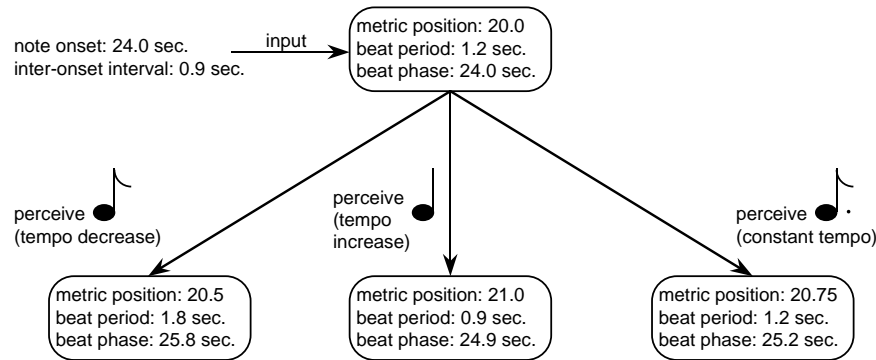 note onset: 24.0 sec.
inter-onset interval: 0.9 sec.
input
metric position: 20.0
beat period: 1.2 sec.
beat phase: 24.0 sec.
perceive
(tempo decrease)
perceive
(tempo
increase)
perceive
(constant tempo)
metric position: 20.5
beat period: 1.8 sec.
beat phase: 25.8 sec.
metric position: 21.0
beat period: 0.9 sec.
beat phase: 24.9 sec.
metric position: 20.75
beat period: 1.2 sec.
beat phase: 25.2 sec.